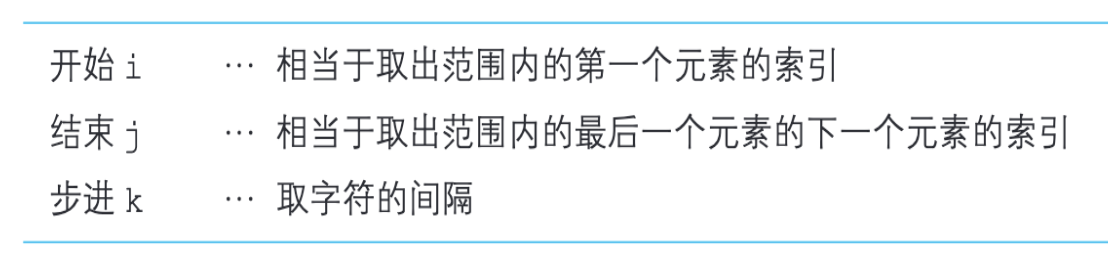 开始 i … 相当于取出范围内的第一个元素的索引
结束 j … 相当于取出范围内的最后一个元素的下一个元素的索引
步进 k … 取字符的间隔